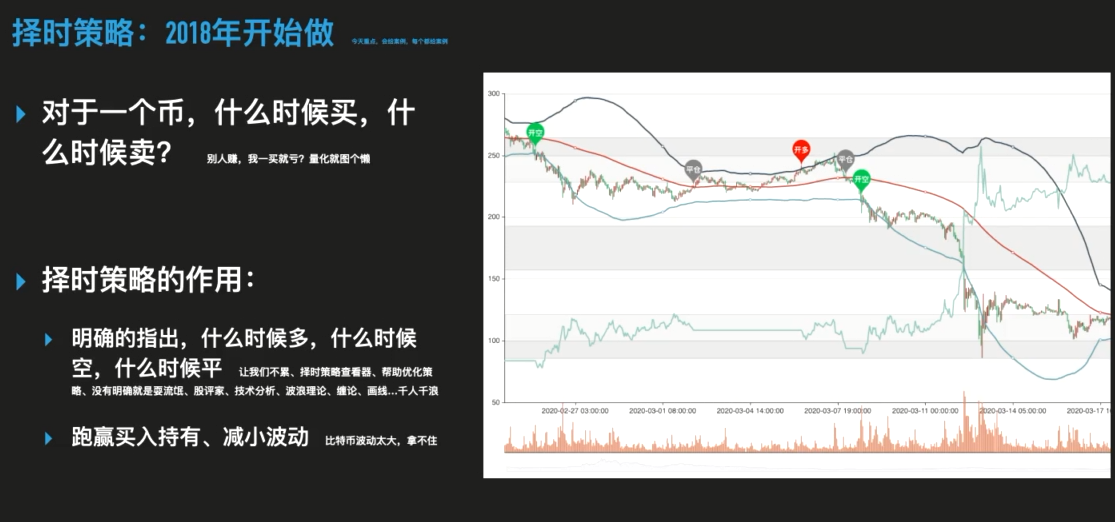 择时策略：2018年开始做 今天重点，会给案例，每个都给案例
对于一个币，什么时候买，什
么时候卖？ 别人赚，我一买就亏？量化就图个懒
择时策略的作用：
明确的指出，什么时候多，什么时候
空，什么时候平 让我们不累、择时策略查看器、帮助优化策
略、没有明确就是耍流氓、股评家、技术分析、波浪理论、缠论、画线...千人千浪
跑赢买入持有、减小波动 比特币波动太大，拿不住
300
250
200
150
100
50
开空
平仓
开多
平仓
开空
2020-02-27 03:00:00 2020-03-01 08:00:00 2020-03-04 14:00:00 2020-03-07 19:00:00 2020-03-11 00:00:00 2020-03-14 05:00:00 2020-03-17 1